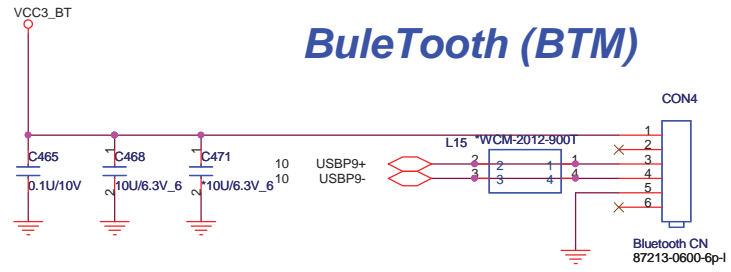 VCC3_BT
BuleTooth (BTM)
CON4
L15 *WCM-2012-900T
C465
0.1U/10V
1
C468
10U/6.3V_6
2
1
C471
*10U/6.3V_6
2
10 USBP9+
10 USBP9-
2 2 1 1
3 3 4 4
1
2
3
4
5
6
Bluetooth CN
87213-0600-6p-l